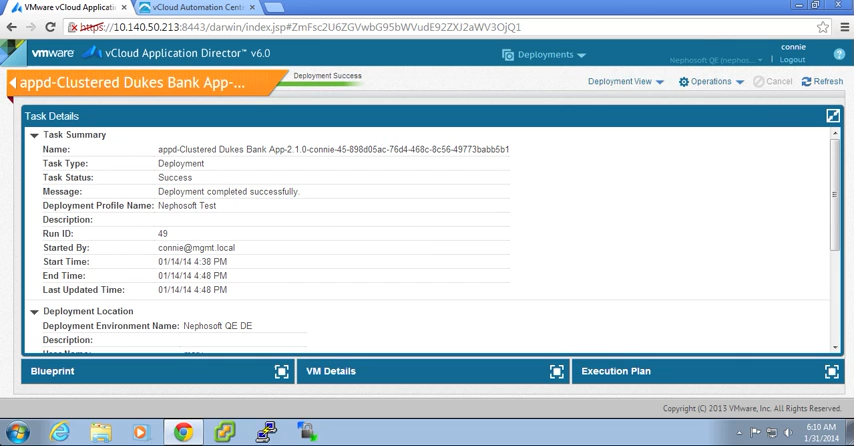 VMware vCloud Applicati
vCloud Automation Cent
https://10.140.50.213:8443/darwin/index.jsp#ZmFsc2U6ZGVwbG95bWVudE92ZXJ2aWV3OjQ1
vmware vCloud Application Director™ v6.0
Deployments
connie
Nephosoft QE (nephos...
Logout
appd-Clustered Dukes Bank App-...
Deployment Success
Deployment View
Operations
Cancel
Refresh
Task Details
Task Summary
Name: appd-Clustered Dukes Bank App-2.1.0-connie-45-898d05ac-76d4-468c-8c56-49773babb5b1
Task Type: Deployment
Task Status: Success
Message: Deployment completed successfully.
Deployment Profile Name: Nephosoft Test
Description:
Run ID: 49
Started By: connie@mgmt.local
Start Time: 01/14/14 4:38 PM
End Time: 01/14/14 4:48 PM
Last Updated Time: 01/14/14 4:48 PM
Deployment Location
Deployment Environment Name: Nephosoft QE DE
Description:
Blueprint
VM Details
Execution Plan
Copyright (C) 2013 VMware, Inc. All Rights Reserved.
6:10 AM
1/31/2014